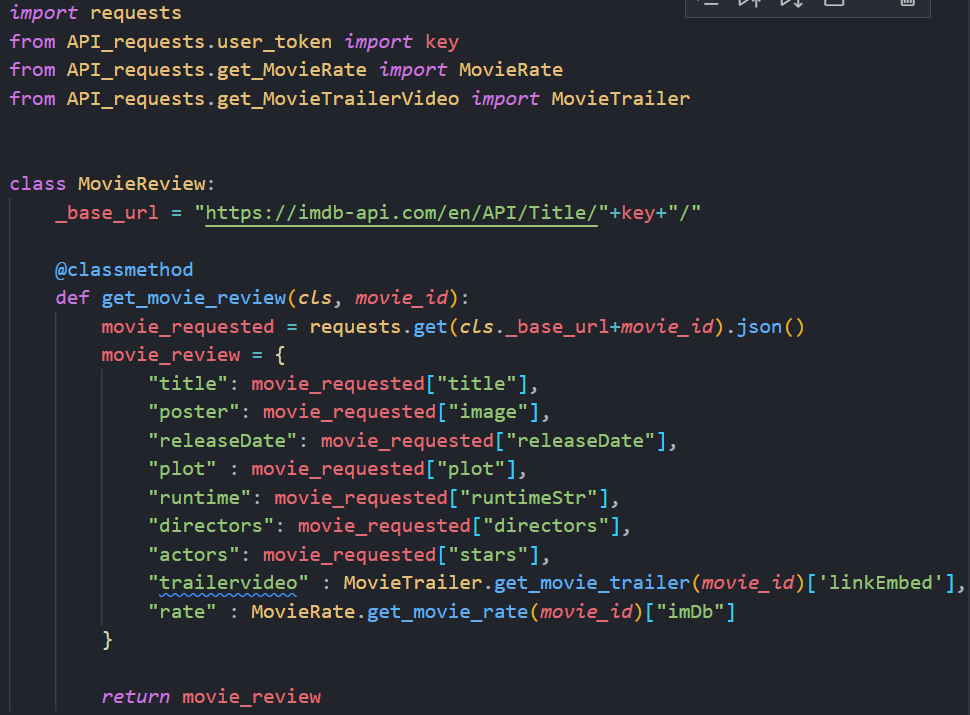 import requests
from API_requests.user_token import key
from API_requests.get_MovieRate import MovieRate
from API_requests.get_MovieTrailerVideo import MovieTrailer
class MovieReview:
    _base_url = "https://imdb-api.com/en/API/Title/"+key+"/"
    @classmethod
    def get_movie_review(cls, movie_id):
        movie_requested = requests.get(cls._base_url+movie_id).json()
        movie_review = {
            "title": movie_requested["title"],
            "poster": movie_requested["image"],
            "releaseDate": movie_requested["releaseDate"],
            "plot" : movie_requested["plot"],
            "runtime": movie_requested["runtimeStr"],
            "directors": movie_requested["directors"],
            "actors": movie_requested["stars"],
            "trailervideo" : MovieTrailer.get_movie_trailer(movie_id)['linkEmbed'],
            "rate" : MovieRate.get_movie_rate(movie_id)["imDb"]
        }
        return movie_review